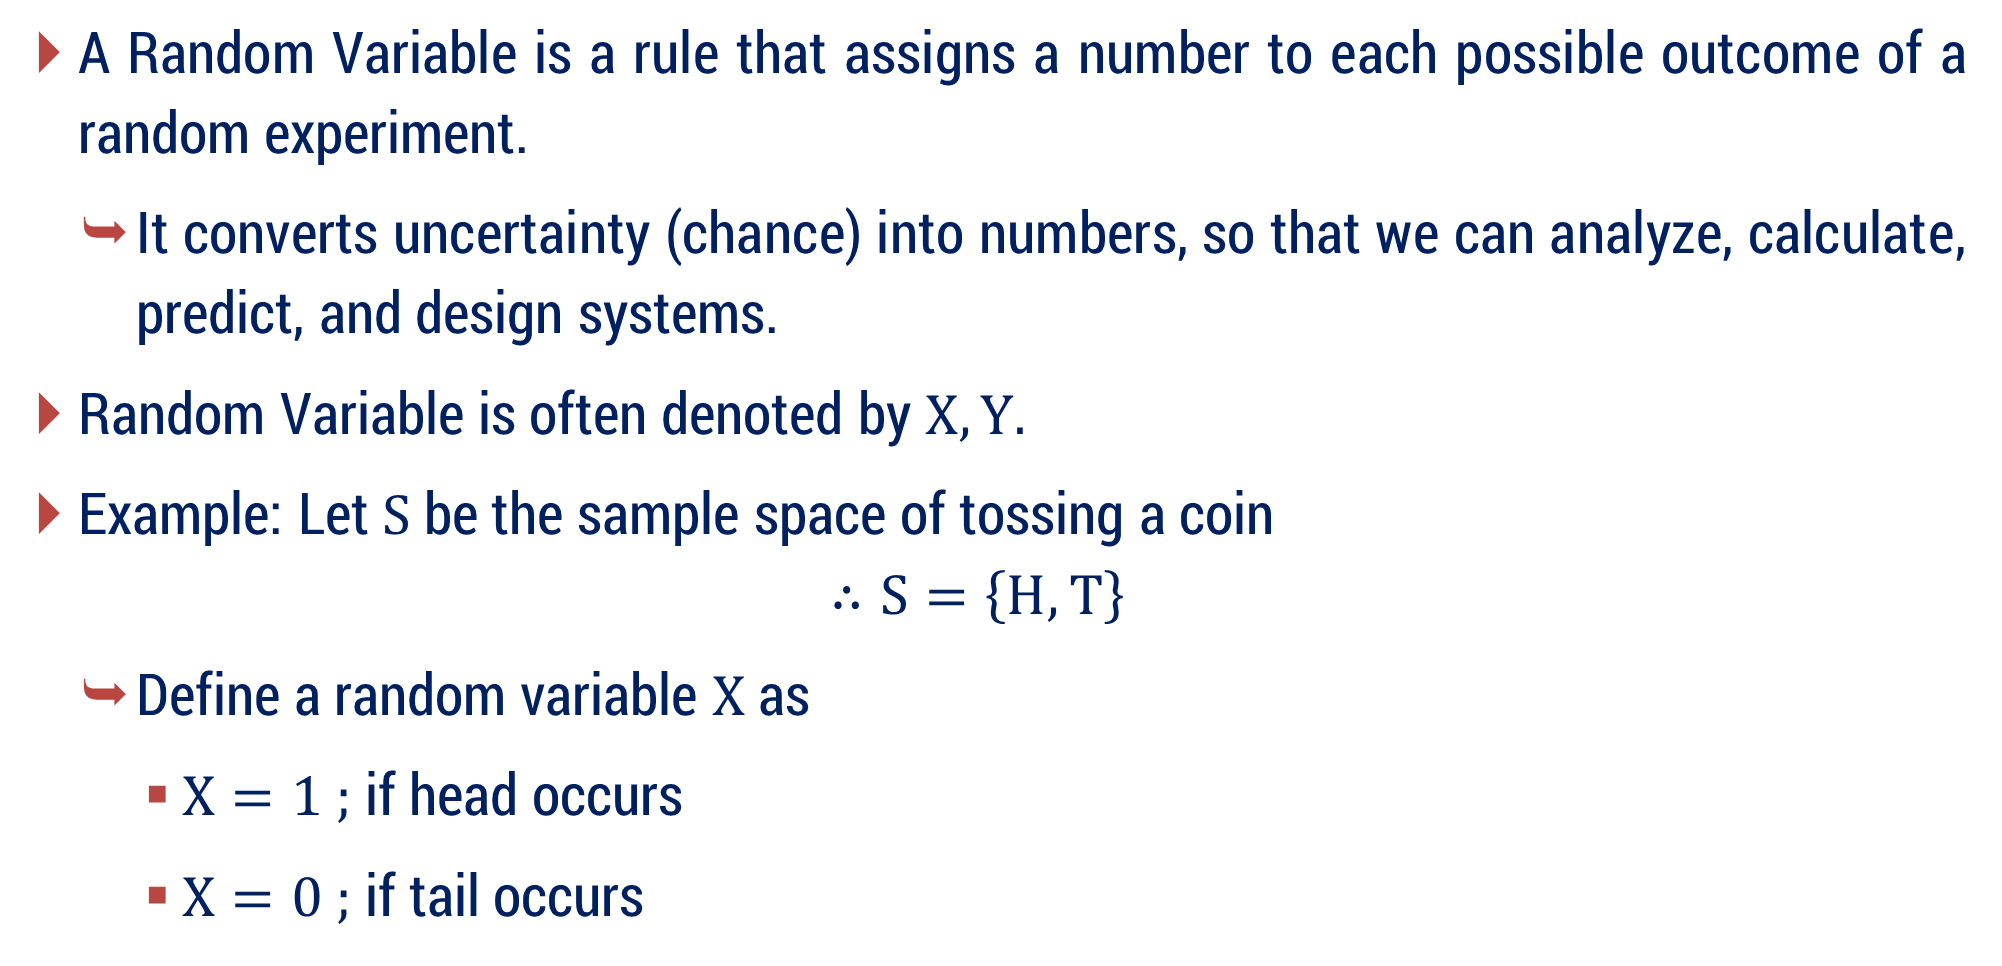 A Random Variable is a rule that assigns a number to each possible outcome of a
random experiment.
It converts uncertainty (chance) into numbers, so that we can analyze, calculate,
predict, and design systems.
Random Variable is often denoted by X, Y.
Example: Let S be the sample space of tossing a coin
∴ S = {H, T}
Define a random variable X as
X = 1 ; if head occurs
X = 0 ; if tail occurs